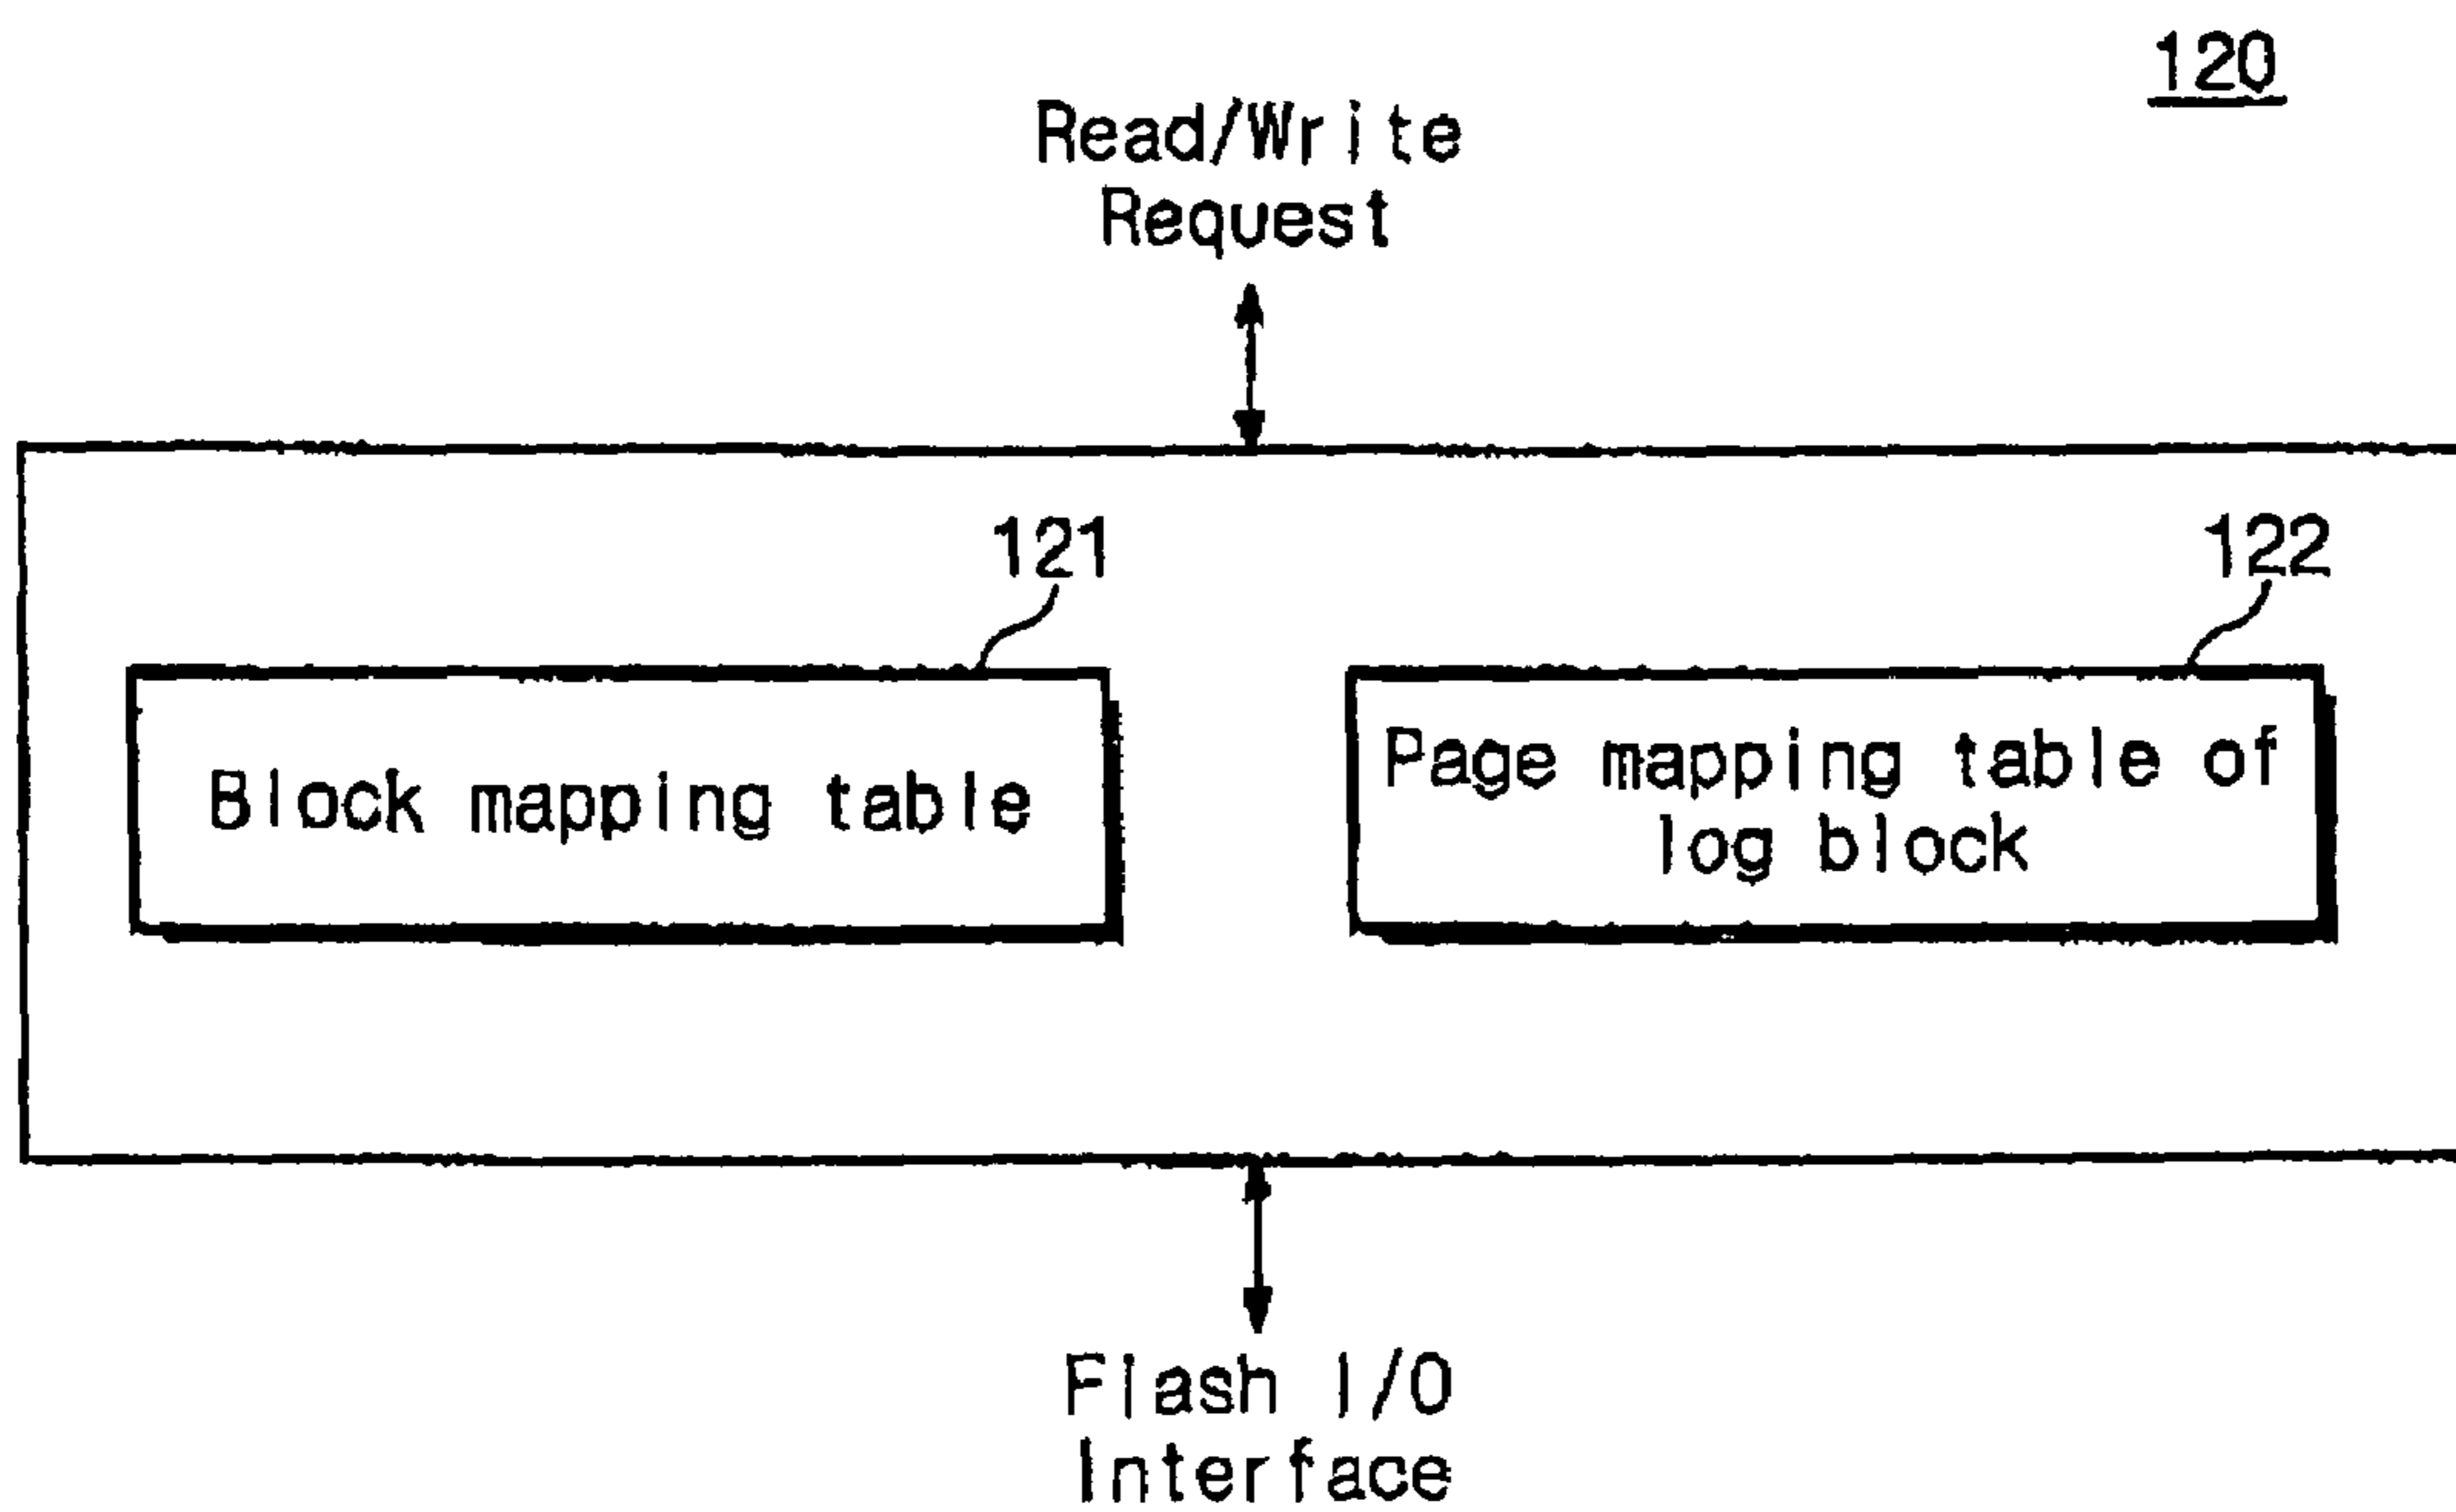 120
Read/Write
Request
121
122
Block mapping table
Page mapping table of
log block
Flash I/O
Interface